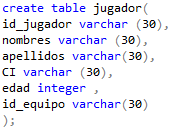 create table jugador(
id_jugador varchar (30),
nombres varchar (30),
apellidos varchar(30),
CI varchar (30),
edad integer ,
id_equipo varchar(30)
);